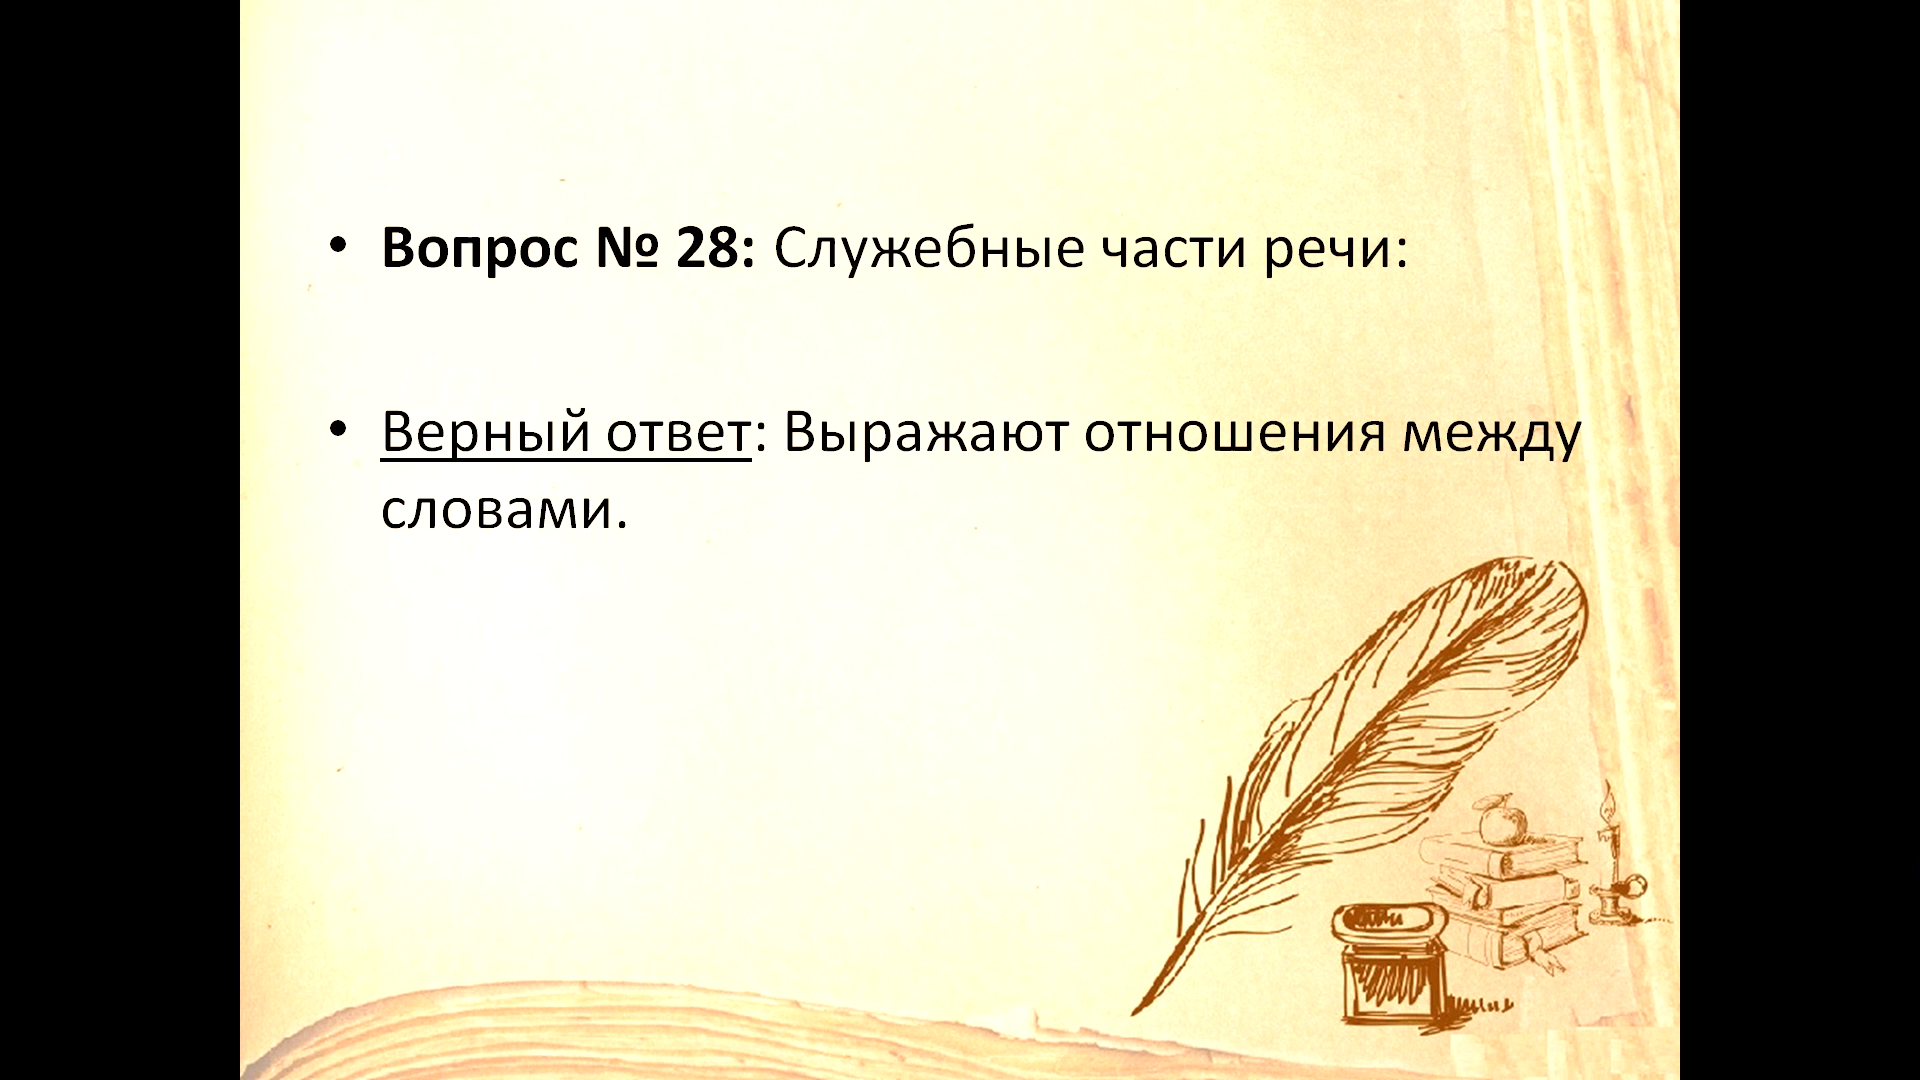 • Вопрос № 28: Служебные части речи:
• Верный ответ: Выражают отношения между
словами.